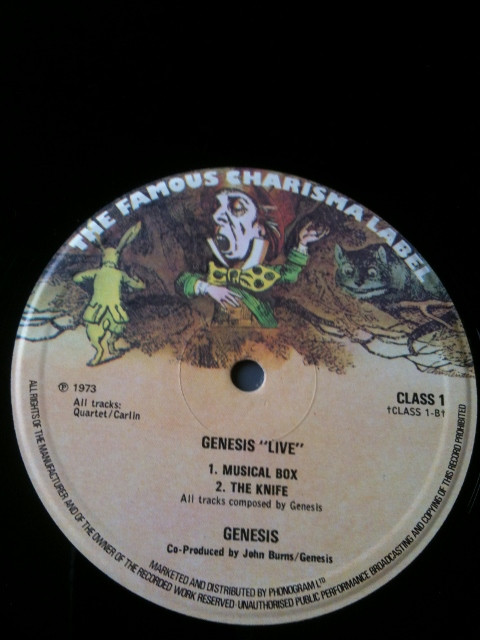 THE FAMOUS CHARISMA LABEL
℗ 1973
All tracks:
Quartet/Carlin
CLASS 1
†CLASS 1-B†
GENESIS "LIVE"
1. MUSICAL BOX
2. THE KNIFE
All tracks composed by Genesis
GENESIS
Co-Produced by John Burns/Genesis
MARKETED AND DISTRIBUTED BY PHONOGRAM LTD
ALL RIGHTS OF THE MANUFACTURER AND OF THE OWNER OF THE RECORDED WORK RESERVED·UNAUTHORISED PUBLIC PERFORMANCE BROADCASTING AND COPYING OF THIS RECORD PROHIBITED